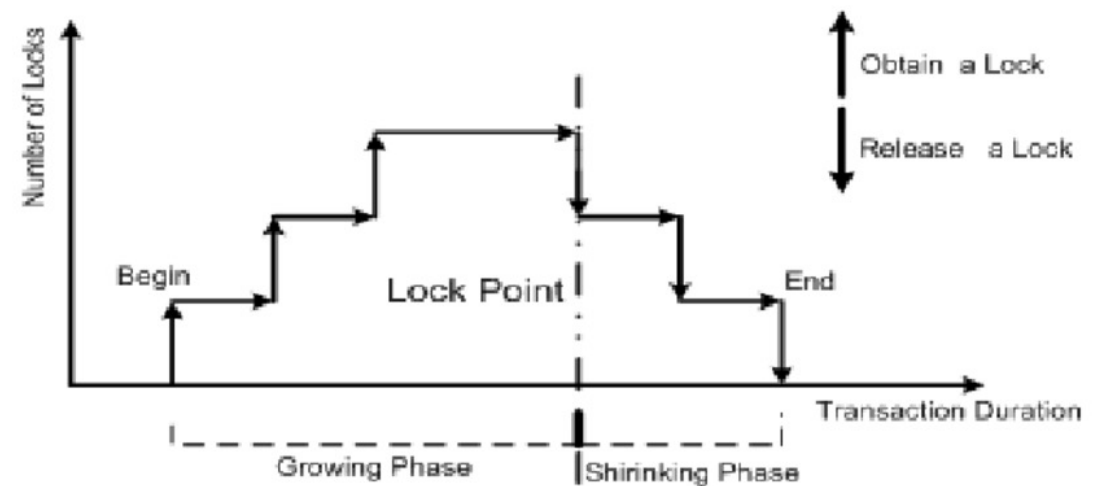 Number of Locks
Obtain a Lock
Release a Lock
Begin
Lock Point
End
Transaction Duration
Growing Phase
Shirinking Phase